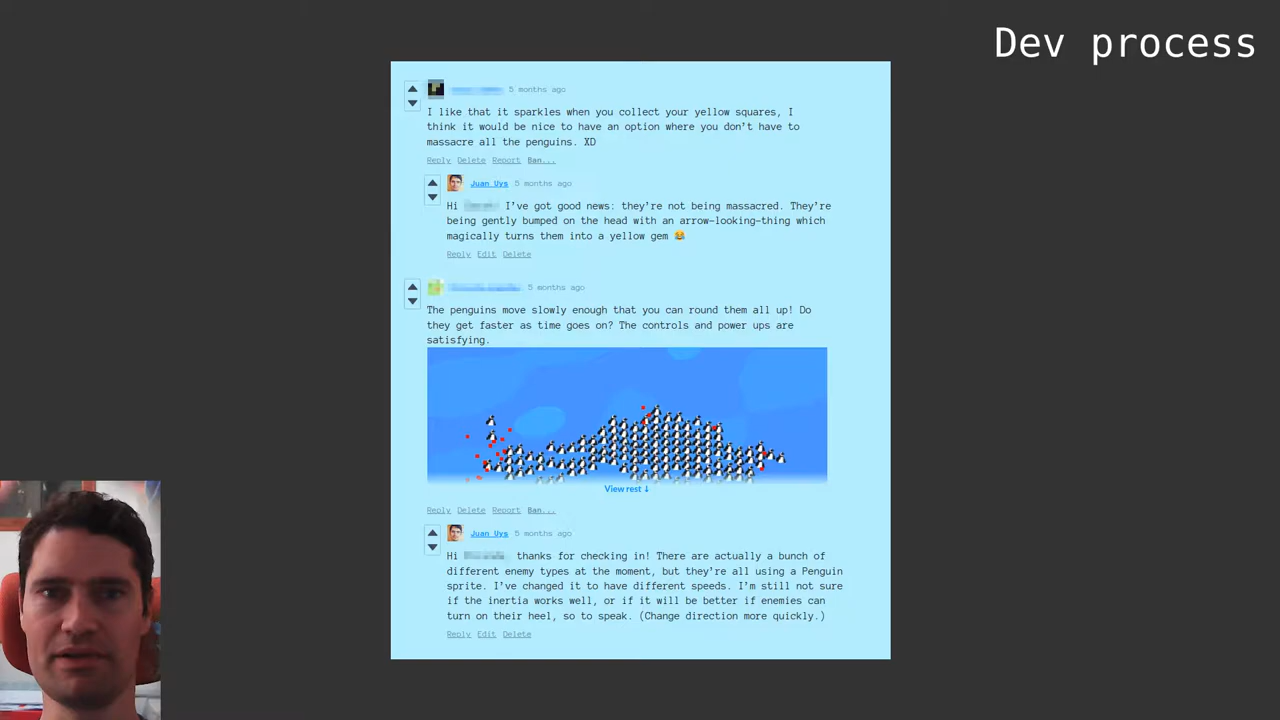 Dev process
5 months ago
I like that it sparkles when you collect your yellow squares, I
think it would be nice to have an option where you don't have to
massacre all the penguins. XD
Reply Delete Report Ban...
Juan Uys 5 months ago
Hi I've got good news: they're not being massacred. They're
being gently bumped on the head with an arrow-looking-thing which
magically turns them into a yellow gem 😂
Reply Edit Delete
5 months ago
The penguins move slowly enough that you can round them all up! Do
they get faster as time goes on? The controls and power ups are
satisfying.
View rest ↓
Reply Delete Report Ban...
Juan Uys 5 months ago
Hi thanks for checking in! There are actually a bunch of
different enemy types at the moment, but they're all using a Penguin
sprite. I've changed it to have different speeds. I'm still not sure
if the inertia works well, or if it will be better if enemies can
turn on their heel, so to speak. (Change direction more quickly.)
Reply Edit Delete